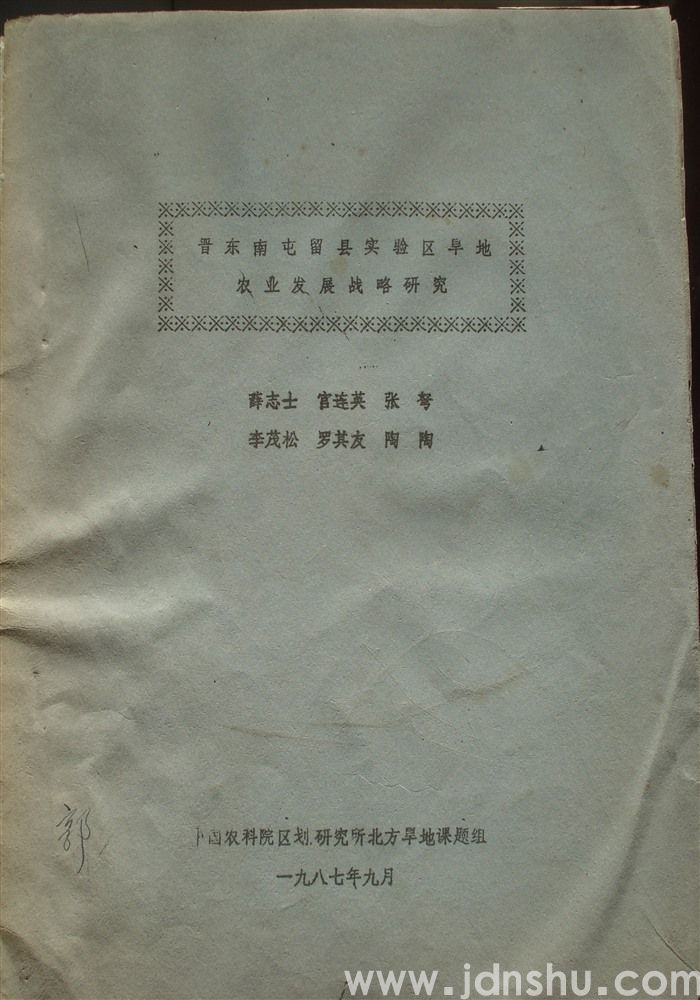 晋东南屯留县实验区旱地
农业发展战略研究
薛志士 官连英 张弩
李茂松 罗其友 陶陶
中国农科院区划研究所北方旱地课题组
一九八七年九月
郭
www.jdnshu.com